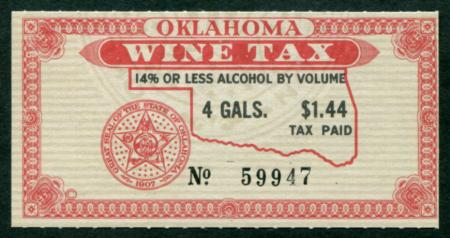 OKLAHOMA
WINE TAX
14% OR LESS ALCOHOL BY VOLUME
4 GALS. $1.44
TAX PAID
GREAT SEAL OF THE STATE OF OKLAHOMA
1907
No 59947